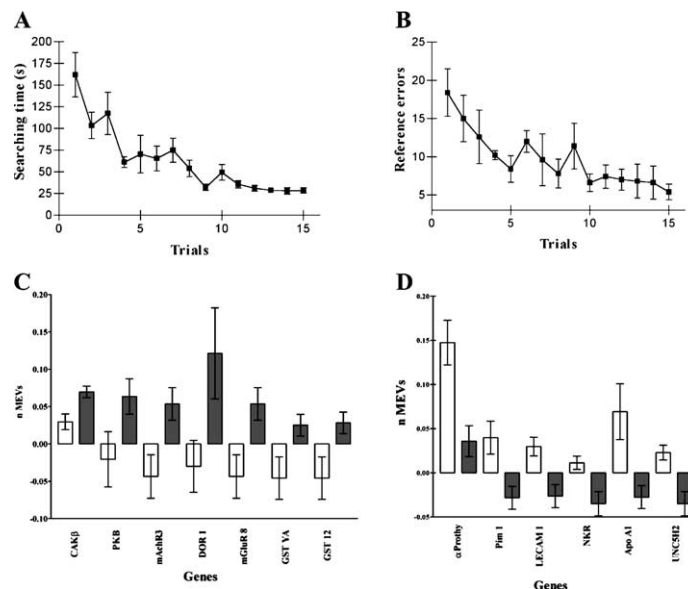 A
200
175
150
125
100
75
50
25
0
Searching time (s)
0
5
10
15
Trials
B
25
20
15
10
5
Reference errors
0
5
10
15
Trials
C
0.20
0.15
0.10
0.05
0.00
-0.05
-0.10
n MEVs
CAKβ
PKB
mAchR3
DOR 1
mGluR 8
GST YA
GST 12
Genes
D
0.20
0.15
0.10
0.05
0.00
-0.05
n MEVs
αProthy
Pim 1
LECAM 1
NKR
Apo A1
UNC5H2
Genes